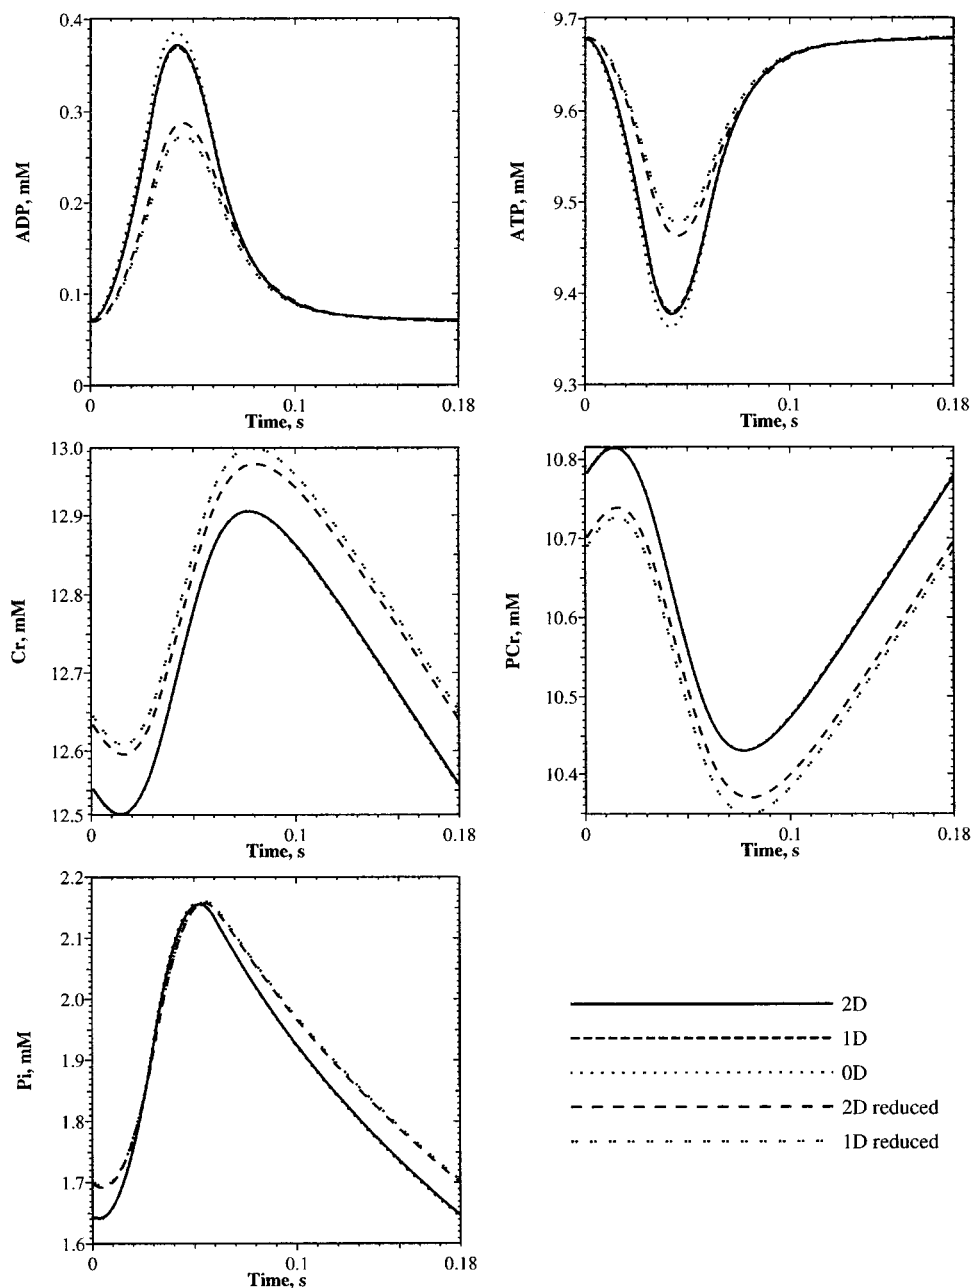 0.4
0.3
0.2
0.1
0
ADP, mM
0
0.1
0.18
Time, s
9.7
9.6
9.5
9.4
9.3
ATP, mM
0
0.1
0.18
Time, s
13.0
12.9
12.8
12.7
12.6
12.5
Cr, mM
0
0.1
0.18
Time, s
10.8
10.7
10.6
10.5
10.4
PCr, mM
0
0.1
0.18
Time, s
2.2
2.1
2.0
1.9
1.8
1.7
1.6
Pi, mM
0
0.1
0.18
Time, s
2D
1D
0D
2D reduced
1D reduced